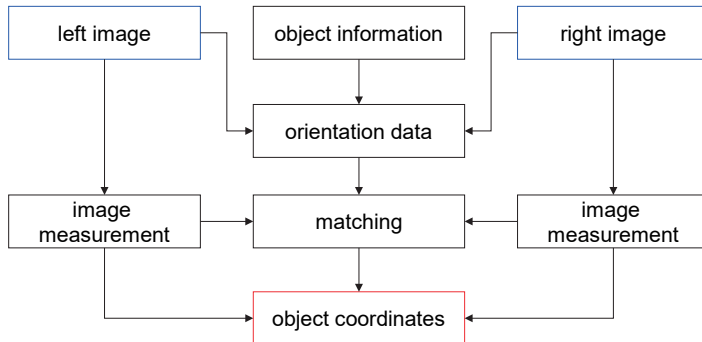 left image
object information
right image
orientation data
image
measurement
matching
image
measurement
object coordinates